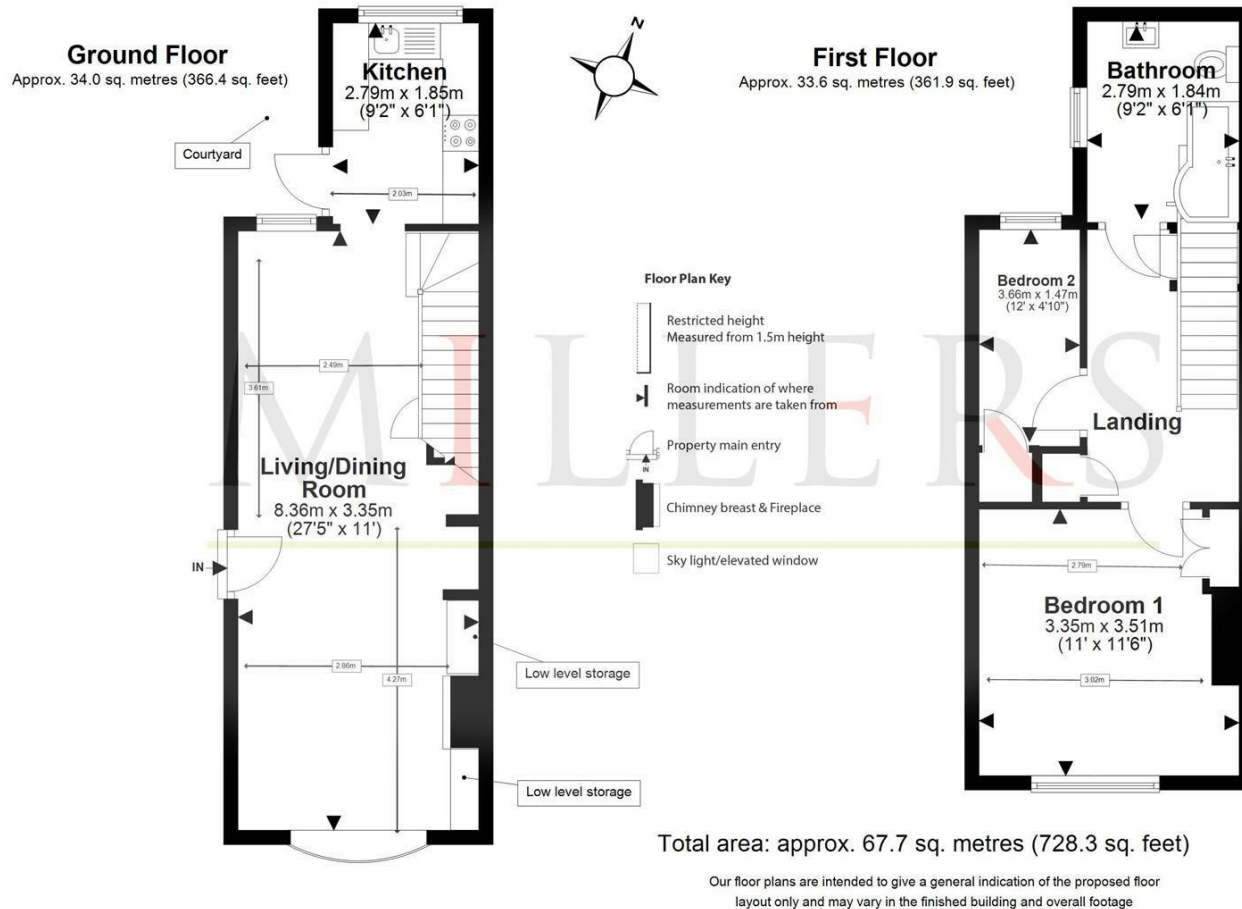 Ground Floor
Approx. 34.0 sq. metres (366.4 sq. feet)
Courtyard
Kitchen
2.79m x 1.85m
(9'2" x 6'1")
2.03m
2.49m
3.61m
Living/Dining
Room
8.36m x 3.35m
(27'5" x 11')
IN
2.86m
4.27m
Low level storage
Low level storage
N
Floor Plan Key
Restricted height
Measured from 1.5m height
Room indication of where
measurements are taken from
Property main entry
IN
Chimney breast & Fireplace
Sky light/elevated window
MILLERS
First Floor
Approx. 33.6 sq. metres (361.9 sq. feet)
Bathroom
2.79m x 1.84m
(9'2" x 6'1")
Bedroom 2
3.66m x 1.47m
(12' x 4'10")
Landing
2.79m
Bedroom 1
3.35m x 3.51m
(11' x 11'6")
3.02m
Total area: approx. 67.7 sq. metres (728.3 sq. feet)
Our floor plans are intended to give a general indication of the proposed floor
layout only and may vary in the finished building and overall footage